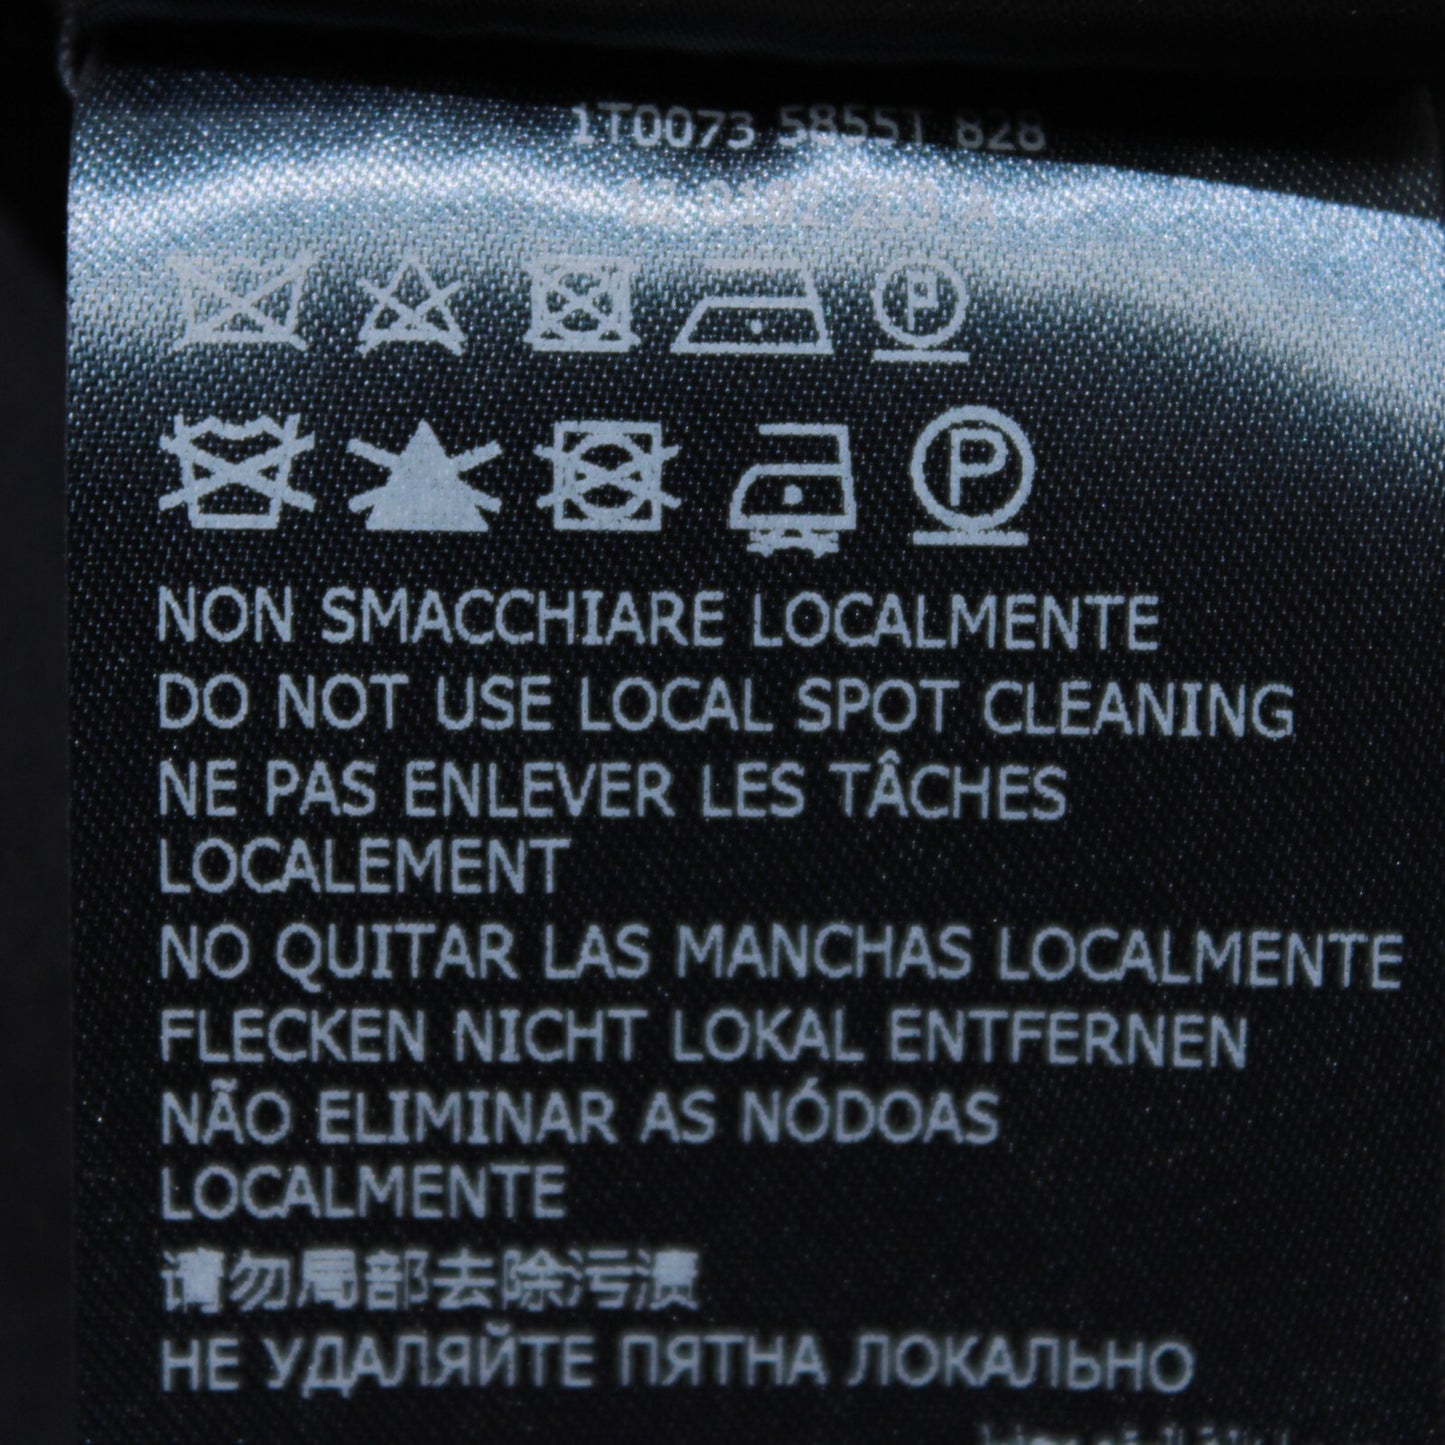 1T0073 5855T 828
P
P
NON SMACCHIARE LOCALMENTE
DO NOT USE LOCAL SPOT CLEANING
NE PAS ENLEVER LES TÂCHES
LOCALEMENT
NO QUITAR LAS MANCHAS LOCALMENTE
FLECKEN NICHT LOKAL ENTFERNEN
NÃO ELIMINAR AS NÓDOAS
LOCALMENTE
请勿局部去除污渍
НЕ УДАЛЯЙТЕ ПЯТНА ЛОКАЛЬНО